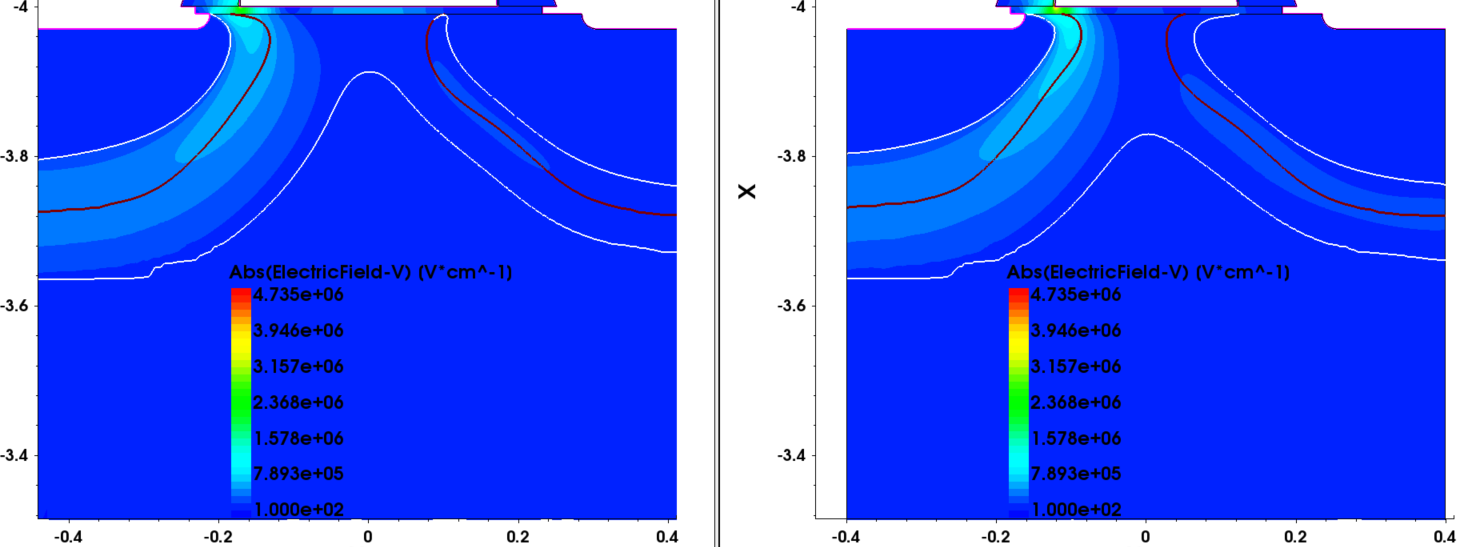 -4
-3.8
-3.6
-3.4
Abs(ElectricField-V) (V*cm^-1)
4.735e+06
3.946e+06
3.157e+06
2.368e+06
1.578e+06
7.893e+05
1.000e+02
-0.4 -0.2 0 0.2 0.4
X
-4
-3.8
-3.6
-3.4
Abs(ElectricField-V) (V*cm^-1)
4.735e+06
3.946e+06
3.157e+06
2.368e+06
1.578e+06
7.893e+05
1.000e+02
-0.4 -0.2 0 0.2 0.4